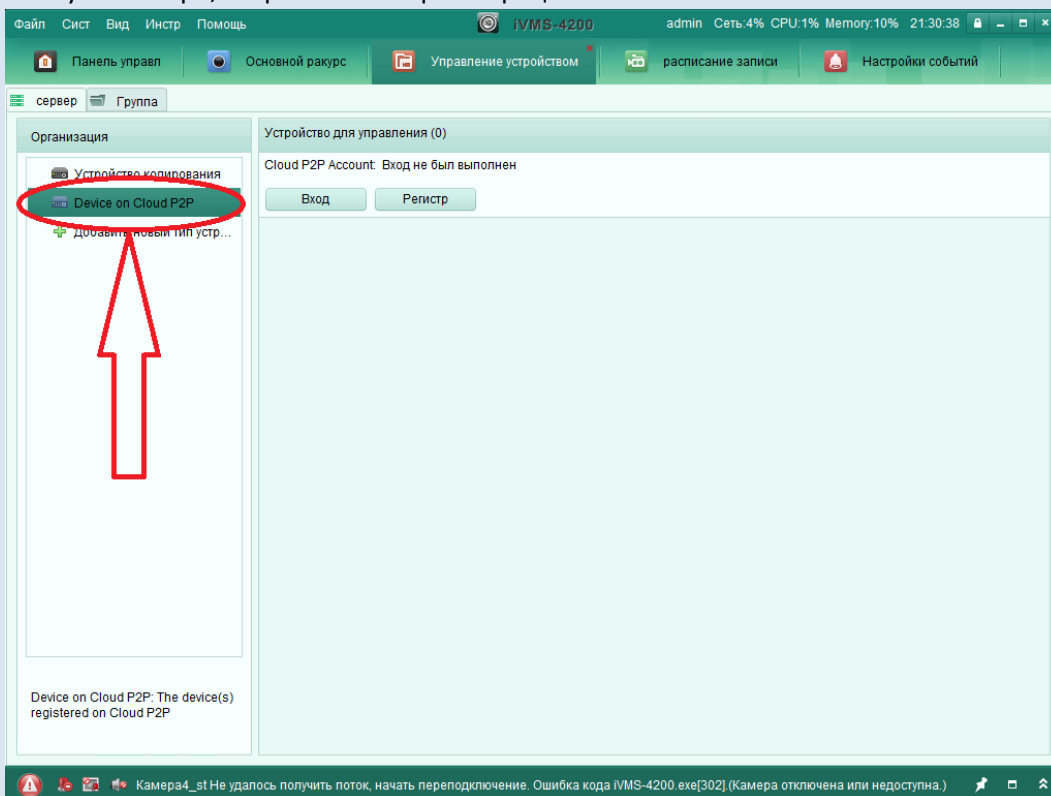 Файл Сист Вид Инстр Помощь iVMS-4200 admin Сеть:4% CPU:1% Memory:10% 21:30:38
Панель управл Основной ракурс Управление устройством расписание записи Настройки событий
сервер Группа
Организация
Устройство для управления (0)
Устройство кодирования
Cloud P2P Account: Вход не был выполнен
Device on Cloud P2P
Вход Регистр
Добавить новый тип устр...
Device on Cloud P2P: The device(s)
registered on Cloud P2P
Камера4_st Не удалось получить поток, начать переподключение. Ошибка кода iVMS-4200.exe[302].(Камера отключена или недоступна.)